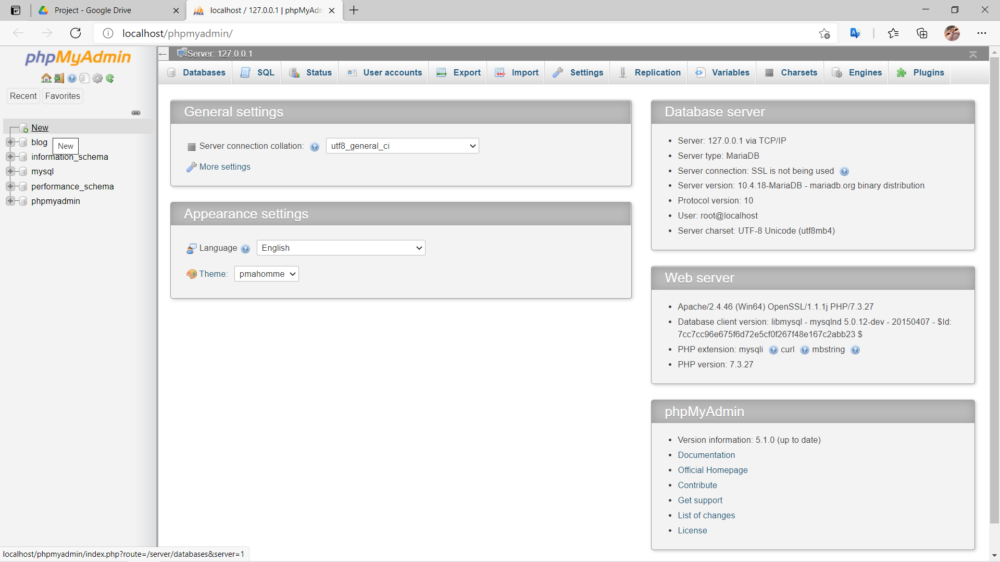 Project - Google Drive
localhost / 127.0.0.1 | phpMyAdn
localhost/phpmyadmin/
phpMyAdmin
Recent
Favorites
New
blog
New
information_schema
mysql
performance_schema
phpmyadmin
Server: 127.0.0.1
Databases
SQL
Status
User accounts
Export
Import
Settings
Replication
Variables
Charsets
Engines
Plugins
General settings
Server connection collation:
utf8_general_ci
More settings
Appearance settings
Language
English
Theme:
pmahomme
Database server
Server: 127.0.0.1 via TCP/IP
Server type: MariaDB
Server connection: SSL is not being used
Server version: 10.4.18-MariaDB - mariadb.org binary distribution
Protocol version: 10
User: root@localhost
Server charset: UTF-8 Unicode (utf8mb4)
Web server
Apache/2.4.46 (Win64) OpenSSL/1.1.1j PHP/7.3.27
Database client version: libmysql - mysqlnd 5.0.12-dev - 20150407 - $Id:
7cc7cc96e675f6d72e5cf0f267f48e167c2abb23 $
PHP extension: mysqli curl mbstring
PHP version: 7.3.27
phpMyAdmin
Version information: 5.1.0 (up to date)
Documentation
Official Homepage
Contribute
Get support
List of changes
License
localhost/phpmyadmin/index.php?route=/server/databases&server=1